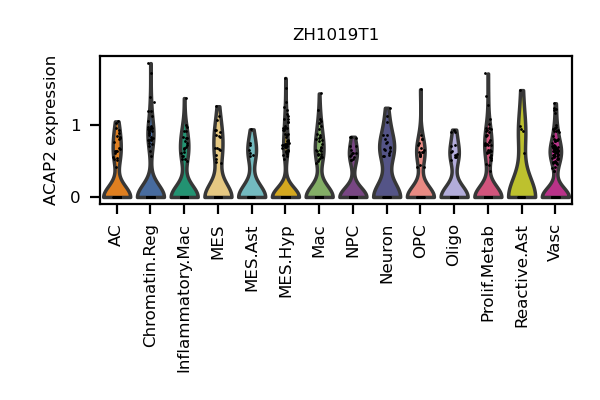 ZH1019T1
ACAP2 expression
1
0
AC
Chromatin.Reg
Inflammatory.Mac
MES
MES.Ast
MES.Hyp
Mac
NPC
Neuron
OPC
Oligo
Prolif.Metab
Reactive.Ast
Vasc